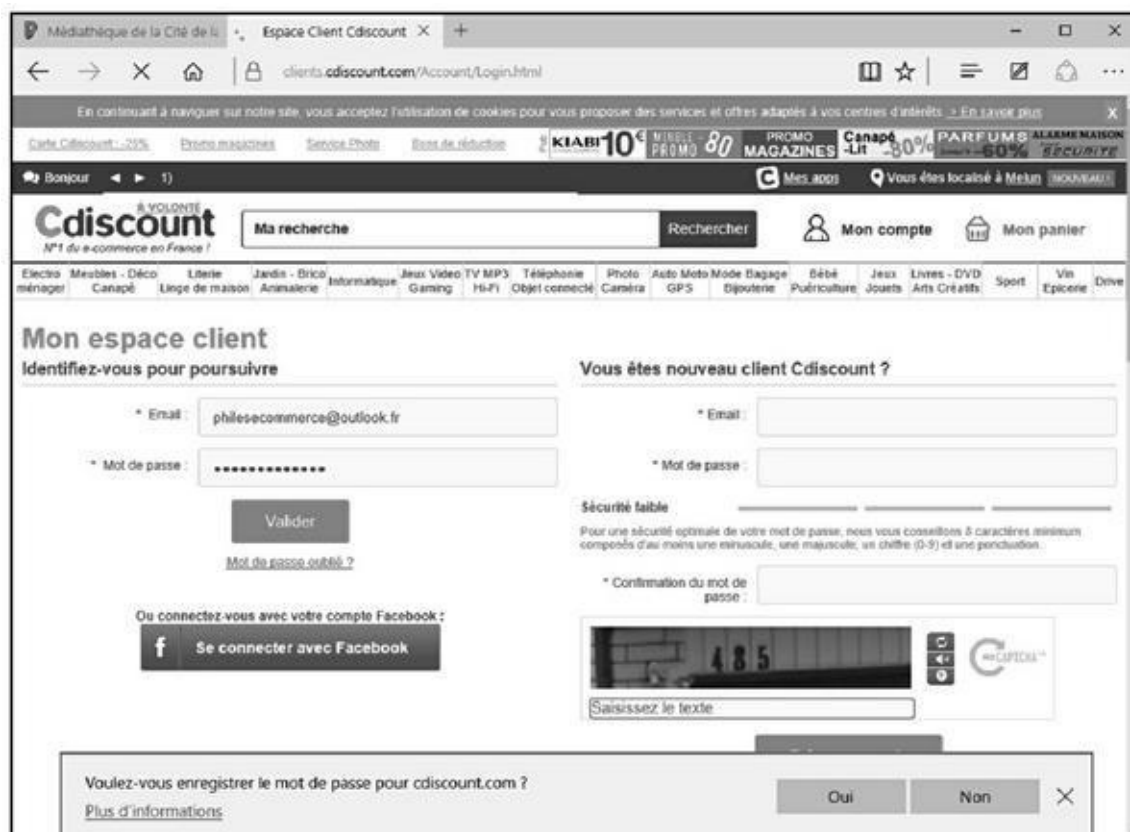 Médiathèque de la Cité de la Espace Client Cdiscount
clients.cdiscount.com/Account/Login.html
En continuant à naviguer sur notre site, vous acceptez l'utilisation de cookies pour vous proposer des services et offres adaptés à vos centres d'intérêts. > En savoir plus X
Carte Cdiscount : -25% Promo magazines Service Photo Bons de réduction KIABI 10€ PROMO 80 PROMO MAGAZINES Canapé -Lit -80% PARFUMS -60% ALARME MAISON SECURITE
Bonjour 1) Mes apps Vous êtes localisé à Melun NOUVEAU !
À VOLONTÉ
Cdiscount Ma recherche Rechercher Mon compte Mon panier
N°1 du e-commerce en France !
Electro ménager Meubles - Déco Canapé Literie Linge de maison Jardin - Brico Animalerie Informatique Jeux Video Gaming TV MP3 Hi-Fi Téléphonie Objet connecté Photo Caméra Auto Moto GPS Mode Bagage Bijouterie Bébé Puériculture Jeux Jouets Livres - DVD Arts Créatifs Sport Vin Epicerie Drive
Mon espace client
Identifiez-vous pour poursuivre
* Email : philesecommerce@outlook.fr
* Mot de passe : •••••••••••••
Valider
Mot de passe oublié ?
Ou connectez-vous avec votre compte Facebook :
f Se connecter avec Facebook
Vous êtes nouveau client Cdiscount ?
* Email :
* Mot de passe :
Sécurité faible
Pour une sécurité optimale de votre mot de passe, nous vous conseillons 8 caractères minimum
composés d'au moins une minuscule, une majuscule, un chiffre (0-9) et une ponctuation.
* Confirmation du mot de
passe :
485
reCAPTCHA
Saisissez le texte
Voulez-vous enregistrer le mot de passe pour cdiscount.com ?
Plus d'informations
Oui Non